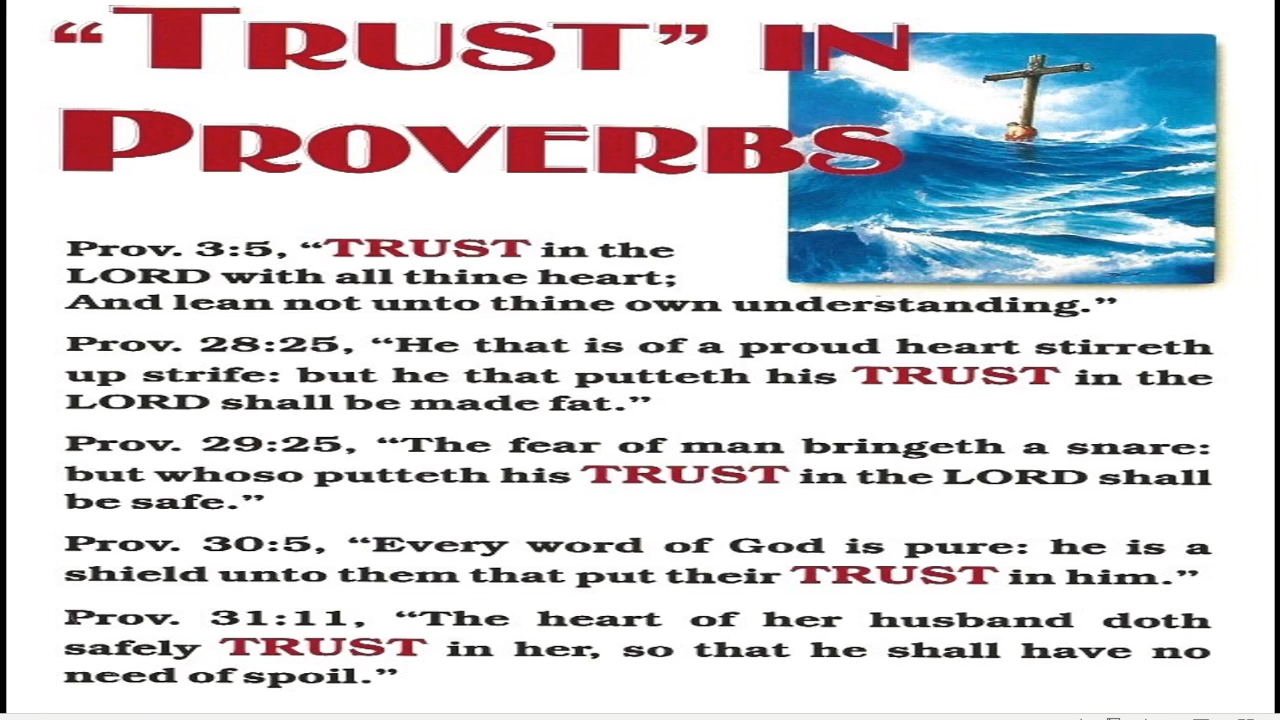 “TRUST” IN
PROVERBS
Prov. 3:5, “TRUST in the
LORD with all thine heart;
And lean not unto thine own understanding.”
Prov. 28:25, “He that is of a proud heart stirreth
up strife: but he that putteth his TRUST in the
LORD shall be made fat.”
Prov. 29:25, “The fear of man bringeth a snare:
but whoso putteth his TRUST in the LORD shall
be safe.”
Prov. 30:5, “Every word of God is pure: he is a
shield unto them that put their TRUST in him.”
Prov. 31:11, “The heart of her husband doth
safely TRUST in her, so that he shall have no
need of spoil.”